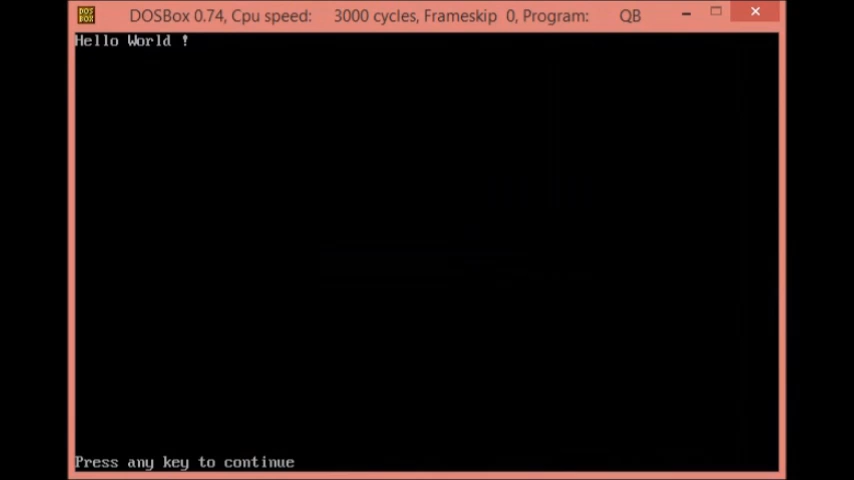 DOSBox 0.74, Cpu speed: 3000 cycles, Frameskip 0, Program: QB
Hello World !
Press any key to continue